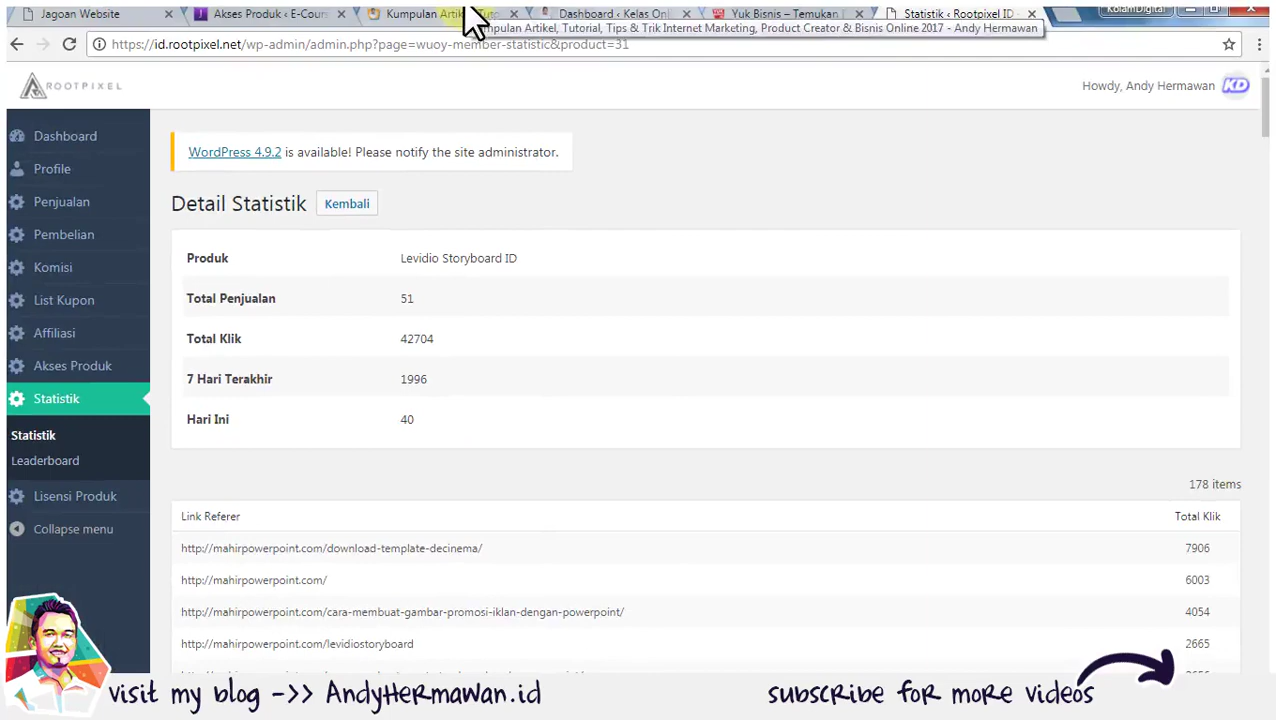 Jagoan Website
Akses Produk ‹ E-Cours
Kumpulan Artik
Dashboard ‹ Kelas Onl
Yuk Bisnis – Temukan
Statistik ‹ Rootpixel ID
KolamDigital
mpulan Artikel, Tutorial, Tips & Trik Internet Marketing, Product Creator & Bisnis Online 2017 - Andy Hermawan
https://id.rootpixel.net/wp-admin/admin.php?page=wuoy-member-statistic&product=31
ROOTPIXEL
Howdy, Andy Hermawan
KD
Dashboard
Profile
Penjualan
Pembelian
Komisi
List Kupon
Affiliasi
Akses Produk
Statistik
Statistik
Leaderboard
Lisensi Produk
Collapse menu
WordPress 4.9.2 is available! Please notify the site administrator.
Detail Statistik Kembali
Produk Levidio Storyboard ID
Total Penjualan 51
Total Klik 42704
7 Hari Terakhir 1996
Hari Ini 40
178 items
Link Referer Total Klik
http://mahirpowerpoint.com/download-template-decinema/ 7906
http://mahirpowerpoint.com/ 6003
http://mahirpowerpoint.com/cara-membuat-gambar-promosi-iklan-dengan-powerpoint/ 4054
http://mahirpowerpoint.com/levidiostoryboard 2665
visit my blog ->> AndyHermawan.id
subscribe for more videos